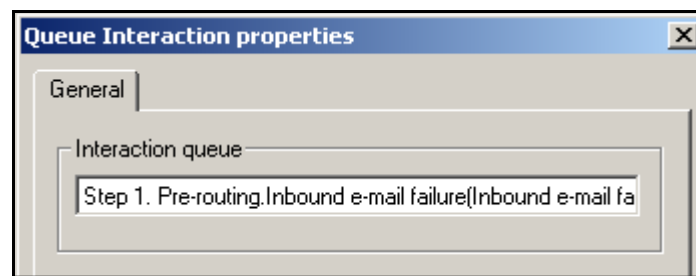 Queue Interaction properties
General
Interaction queue
Step 1. Pre-routing.Inbound e-mail failure(Inbound e-mail fa